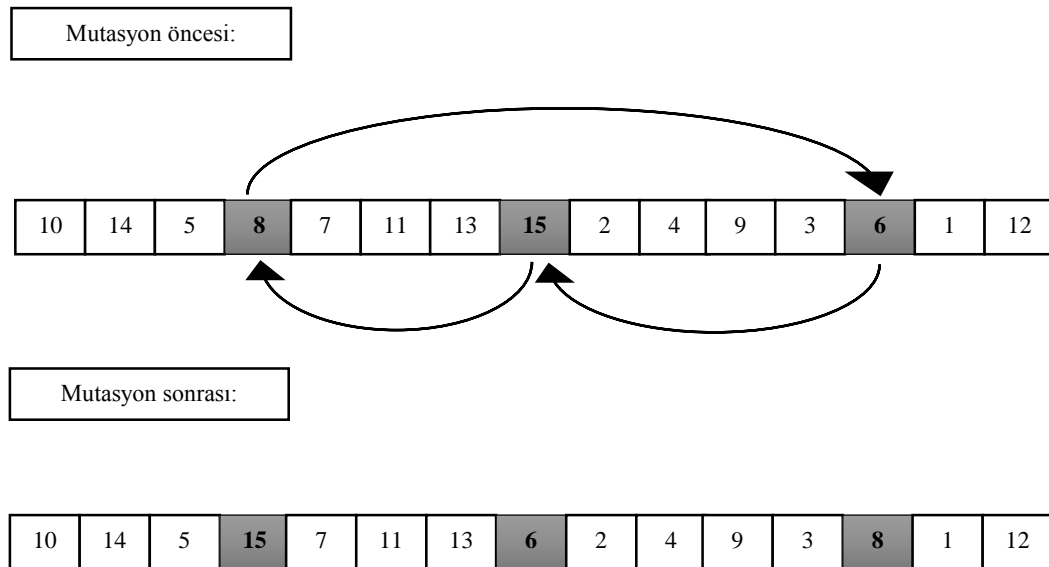 Mutasyon öncesi:
10 14 5 8 7 11 13 15 2 4 9 3 6 1 12
Mutasyon sonrası:
10 14 5 15 7 11 13 6 2 4 9 3 8 1 12